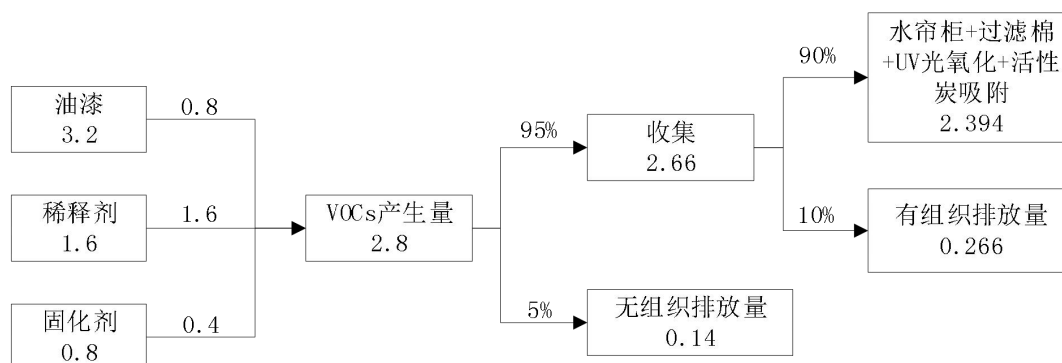 油漆
3.2
0.8
稀释剂
1.6
1.6
固化剂
0.8
0.4
VOCs产生量
2.8
95%
5%
收集
2.66
无组织排放量
0.14
90%
10%
水帘柜+过滤棉
+UV光氧化+活性
炭吸附
2.394
有组织排放量
0.266